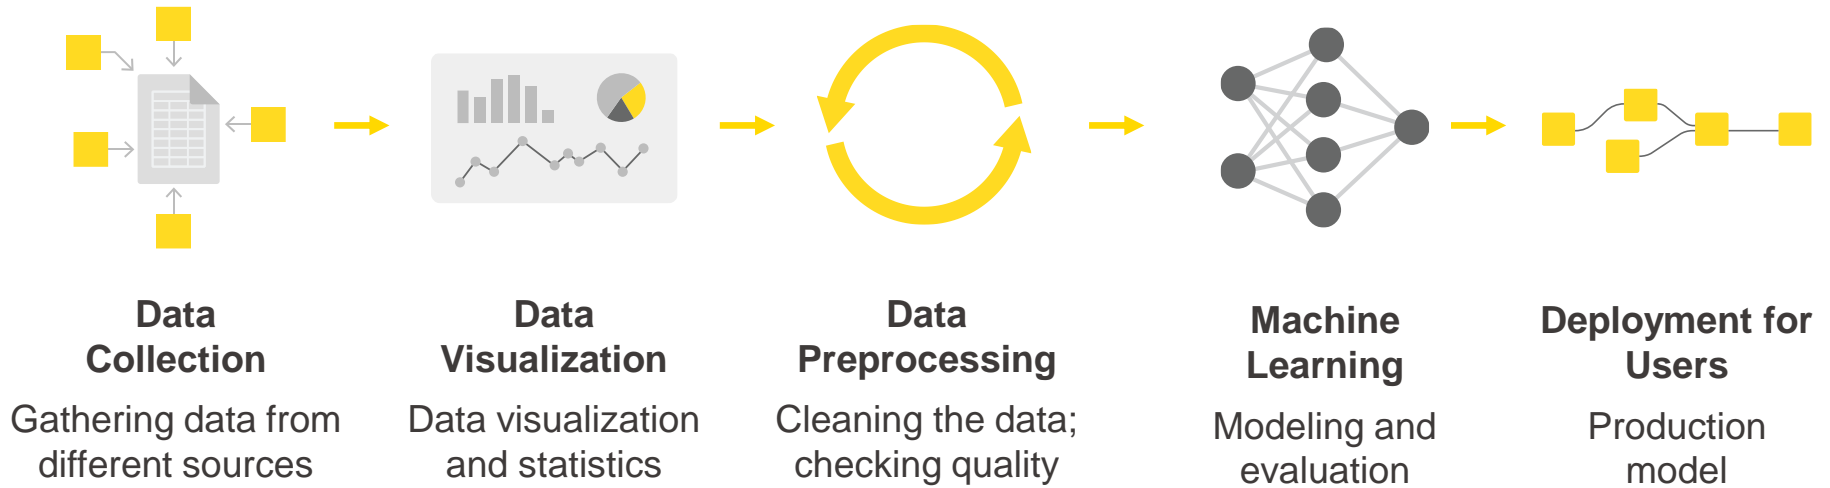 Data
Collection
Gathering data from
different sources
Data
Visualization
Data visualization
and statistics
Data
Preprocessing
Cleaning the data;
checking quality
Machine
Learning
Modeling and
evaluation
Deployment for
Users
Production
model